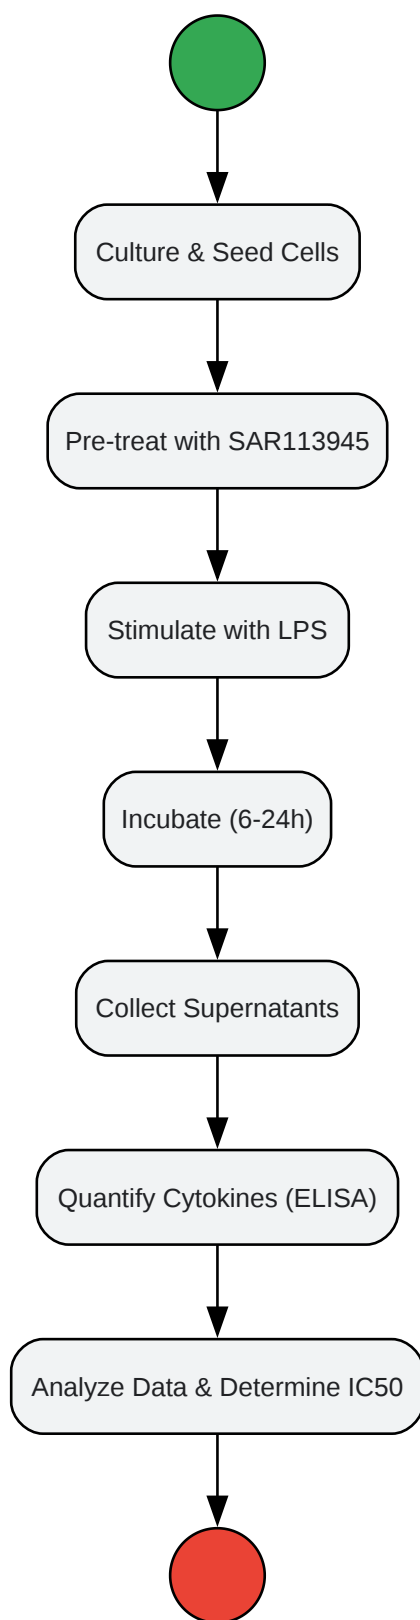 Culture & Seed Cells
Pre-treat with SAR113945
Stimulate with LPS
Incubate (6-24h)
Collect Supernatants
Quantify Cytokines (ELISA)
Analyze Data & Determine IC50